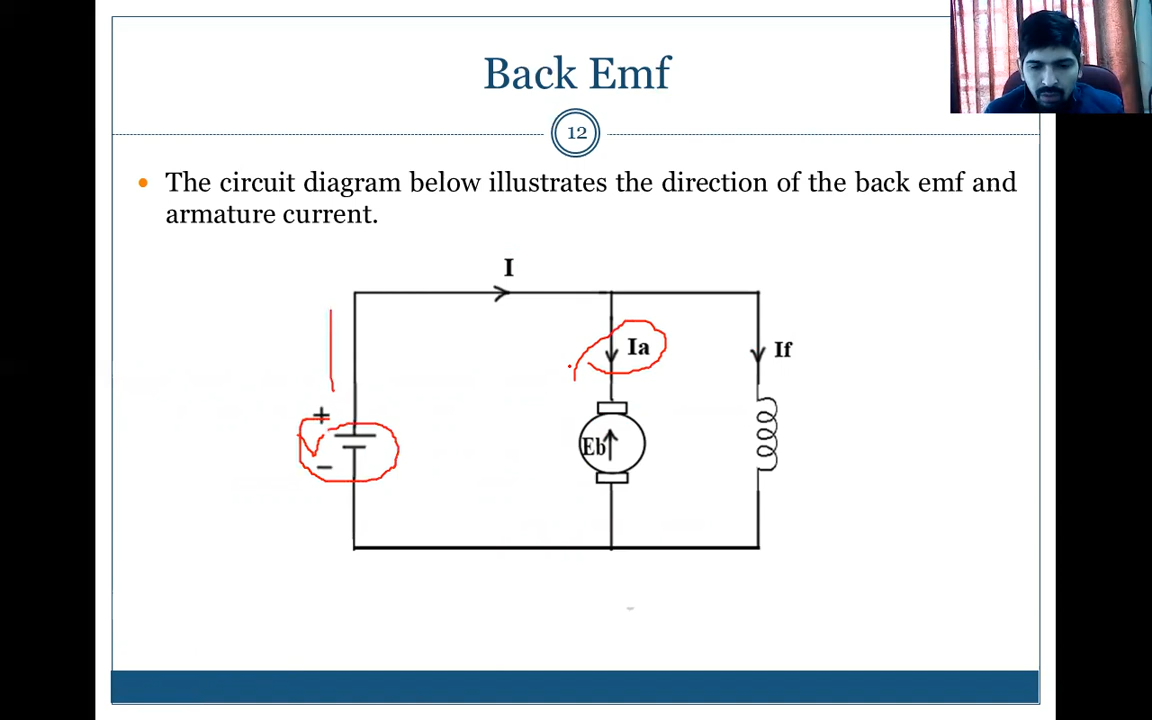 Back Emf
12
• The circuit diagram below illustrates the direction of the back emf and
armature current.
I
Ia
If
+
V
−
Eb